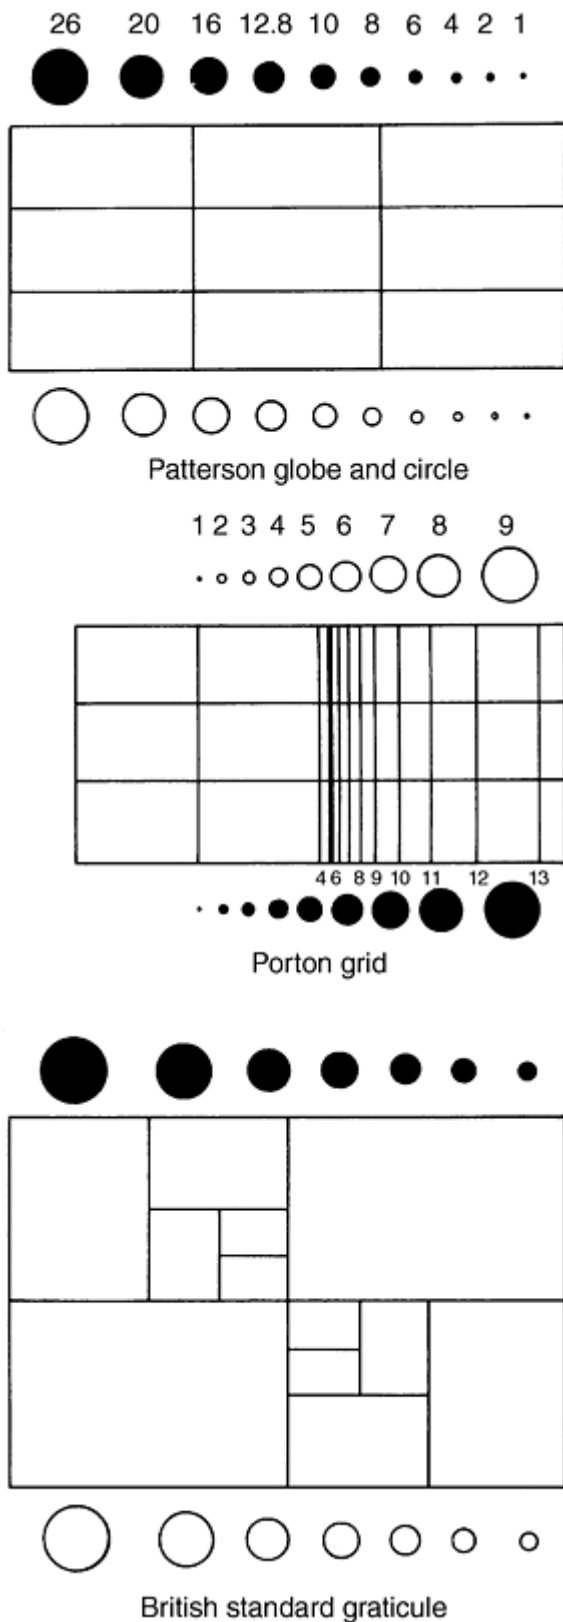 26 20 16 12.8 10 8 6 4 2 1
Patterson globe and circle
1 2 3 4 5 6 7 8 9
4 6 8 9 10 11 12 13
Porton grid
British standard graticule